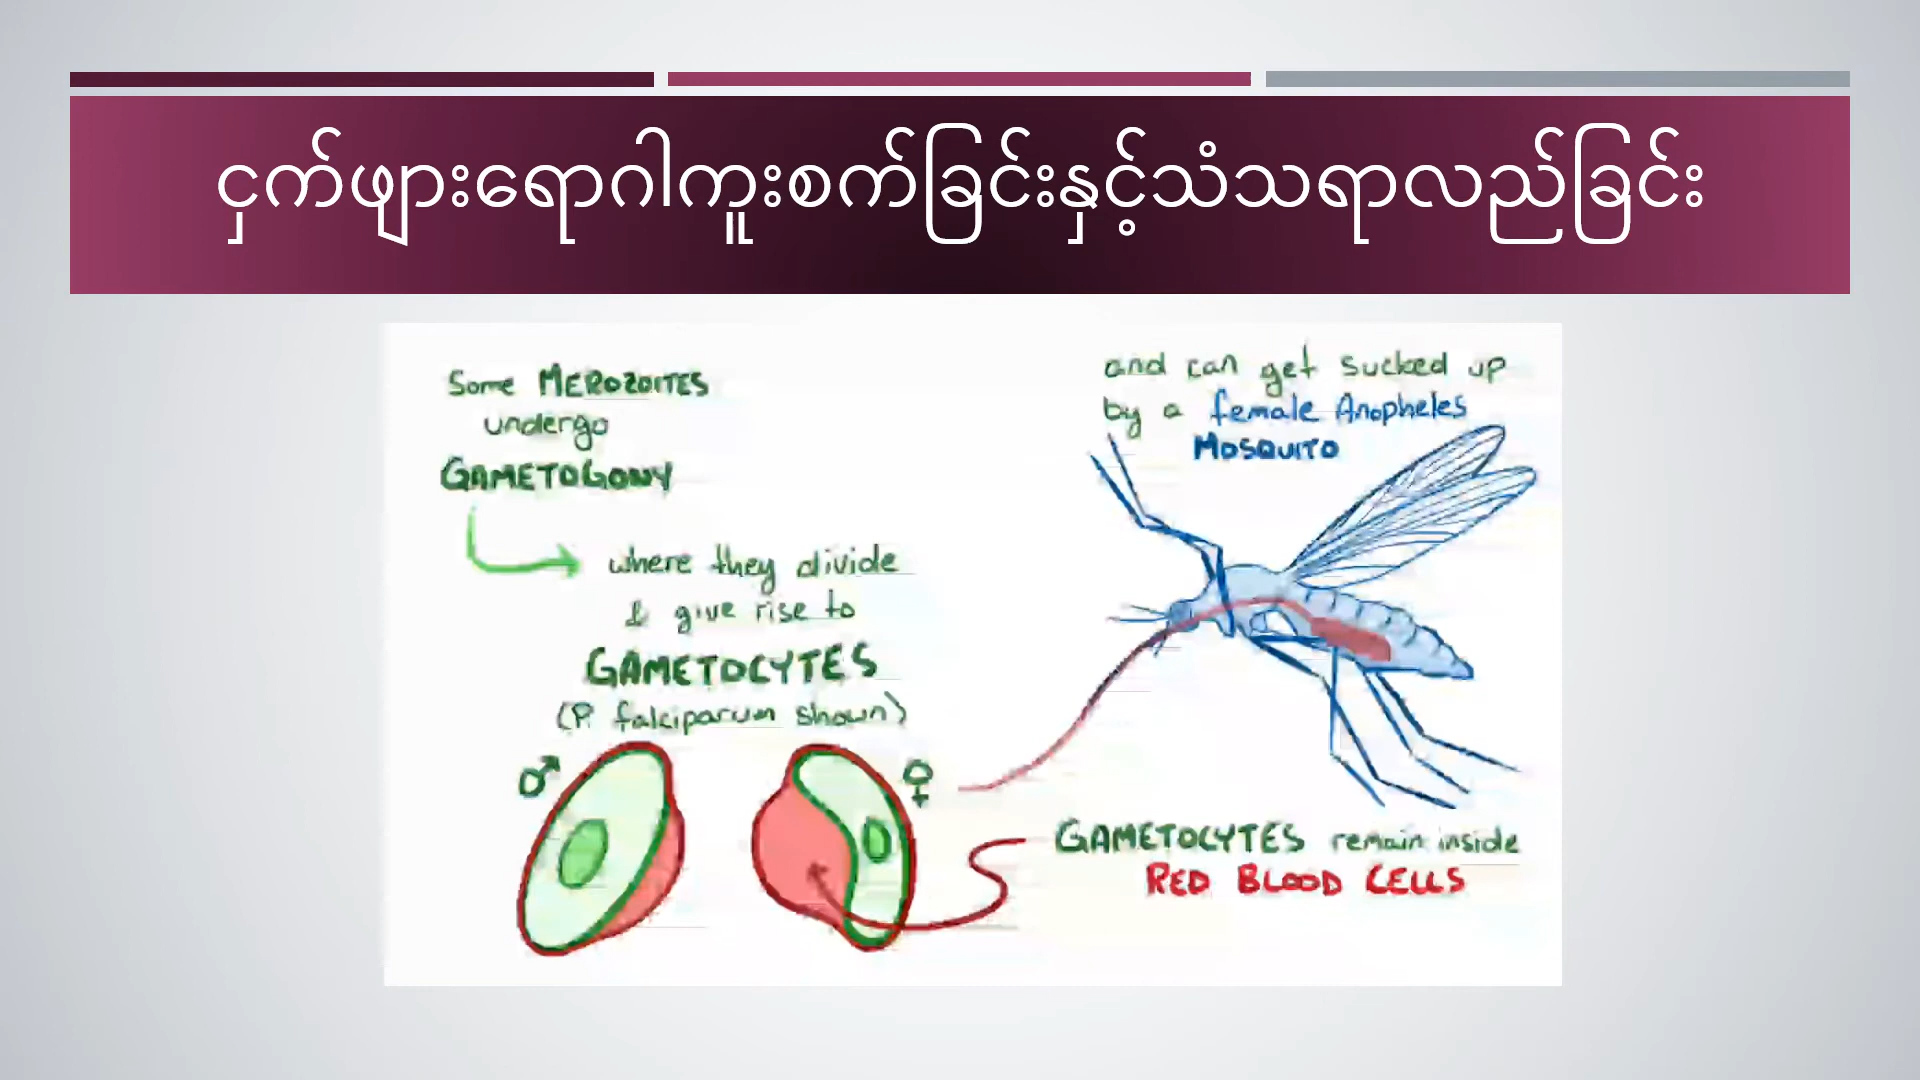 ငှက်ဖျားရောဂါကူးစက်ခြင်းနှင့်သံသရာလည်ခြင်း
Some MEROZOITES
undergo
GAMETOGONY
where they divide
& give rise to
GAMETOCYTES
(P. falciparum shown)
♂
♀
and can get sucked up
by a female Anopheles
MOSQUITO
GAMETOCYTES remain inside
RED BLOOD CELLS